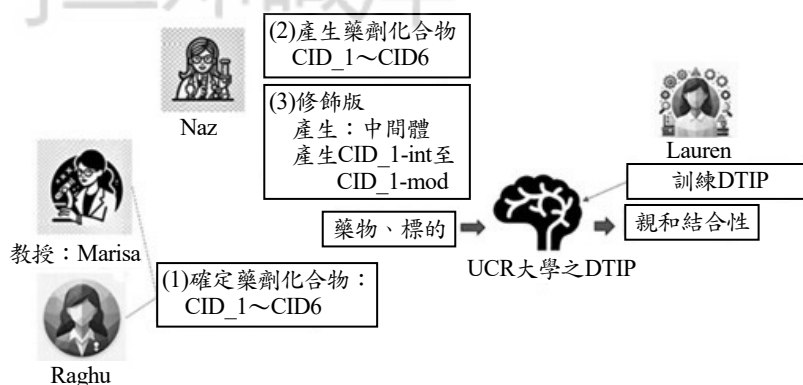 (2)產生藥劑化合物
CID_1～CID6
(3)修飾版
產生：中間體
產生CID_1-int至
CID_1-mod
Naz
Lauren
訓練DTIP
藥物、標的
親和結合性
UCR大學之DTIP
教授：Marisa
(1)確定藥劑化合物：
CID_1～CID6
Raghu